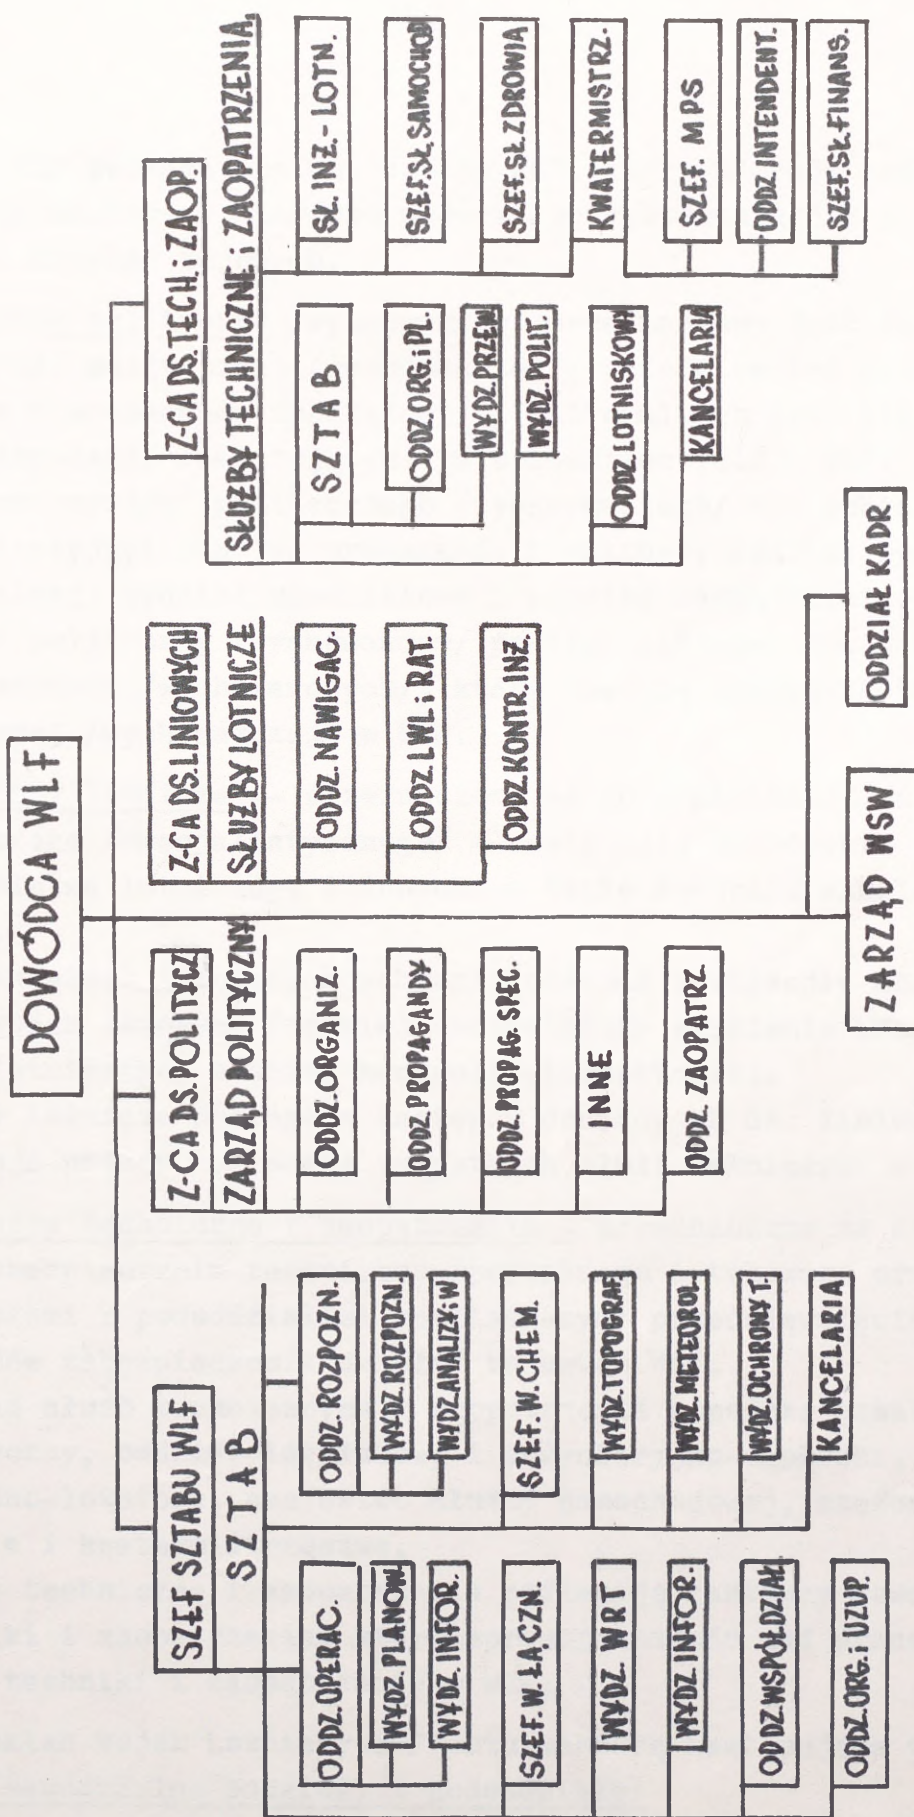 DOWÓDCA WLF
SZEF SZTABU WLF
SZTAB
ODDZ.OPERAC.
WYDZ.PLANOW.
WYDZ.INFOR.
SZEF.W.ŁĄCZN.
WYDZ. WR
WYDZ.INFOR.
ODDZ.WSPÓŁDZIAŁ.
ODDZ.ORG.i UZUP.
ODDZ.ROZPOZN.
WYDZ.ROZPOZN.
WYDZ.ANALIZY:W
SZEF.W.CHEM.
WYDZ.TOPOGRAF.
WYDZ.METEOROL
WYDZ.OCHRONY T.
KANCELARIA
Z-CA DS.POLITYCZ.
ZARZĄD POLITYCZNY
ODDZ.ORGANIZ.
ODDZ.PROPAGANDY
ODDZ.PROPAG.SPEC.
INNE
ODDZ. ZAOPATRZ.
Z-CA DS.LINIOWYCH
SŁUŻBY LOTNICZE
ODDZ.NAWIGAC.
ODDZ.LWL i RAT.
ODDZ.KONTR.INŻ.
Z-CA DS.TECH.i ZAOP.
SŁUŻBY TECHNICZNE i ZAOPATRZENIA
SZTAB
ODDZ.ORG.iPL.
WYDZ.PRZEW
WYDZ.POLIT.
ODDZ.LOTNISKOWY
KANCELARIA
SŁ. INŻ.-LOTN.
SZEF.SŁ.SAMOCHOD
SZEF.SŁ.ZDROWIA
KWATERMISTRZ.
SZEF. MPS
ODDZ INTENDENT.
SZEF.SŁ.FINANS.
ZARZĄD WSW
ODDZIAŁ KADR